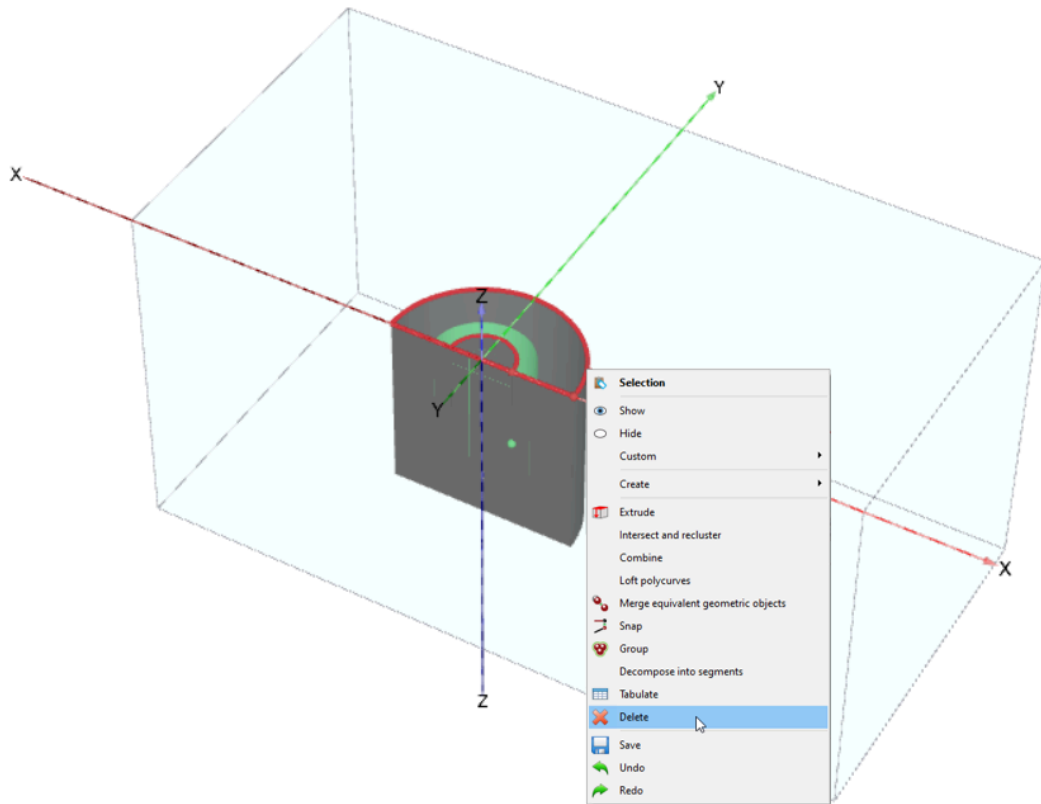 Y
X
Z
Y
Selection
Show
Hide
Custom
Create
Extrude
Intersect and recluster
Combine
Loft polycurves
Merge equivalent geometric objects
Snap
Group
Decompose into segments
Tabulate
Delete
Save
Undo
Redo
X
Z